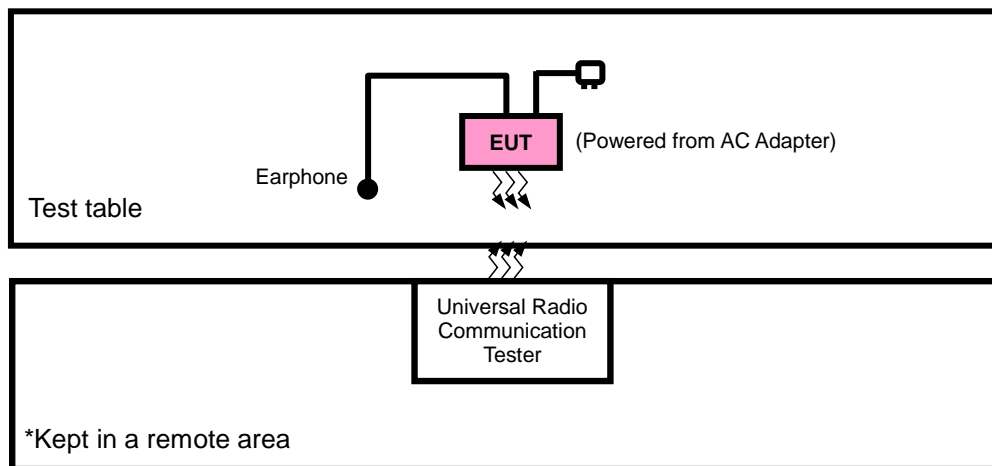 EUT
(Powered from AC Adapter)
Earphone
Test table
Universal Radio
Communication
Tester
*Kept in a remote area